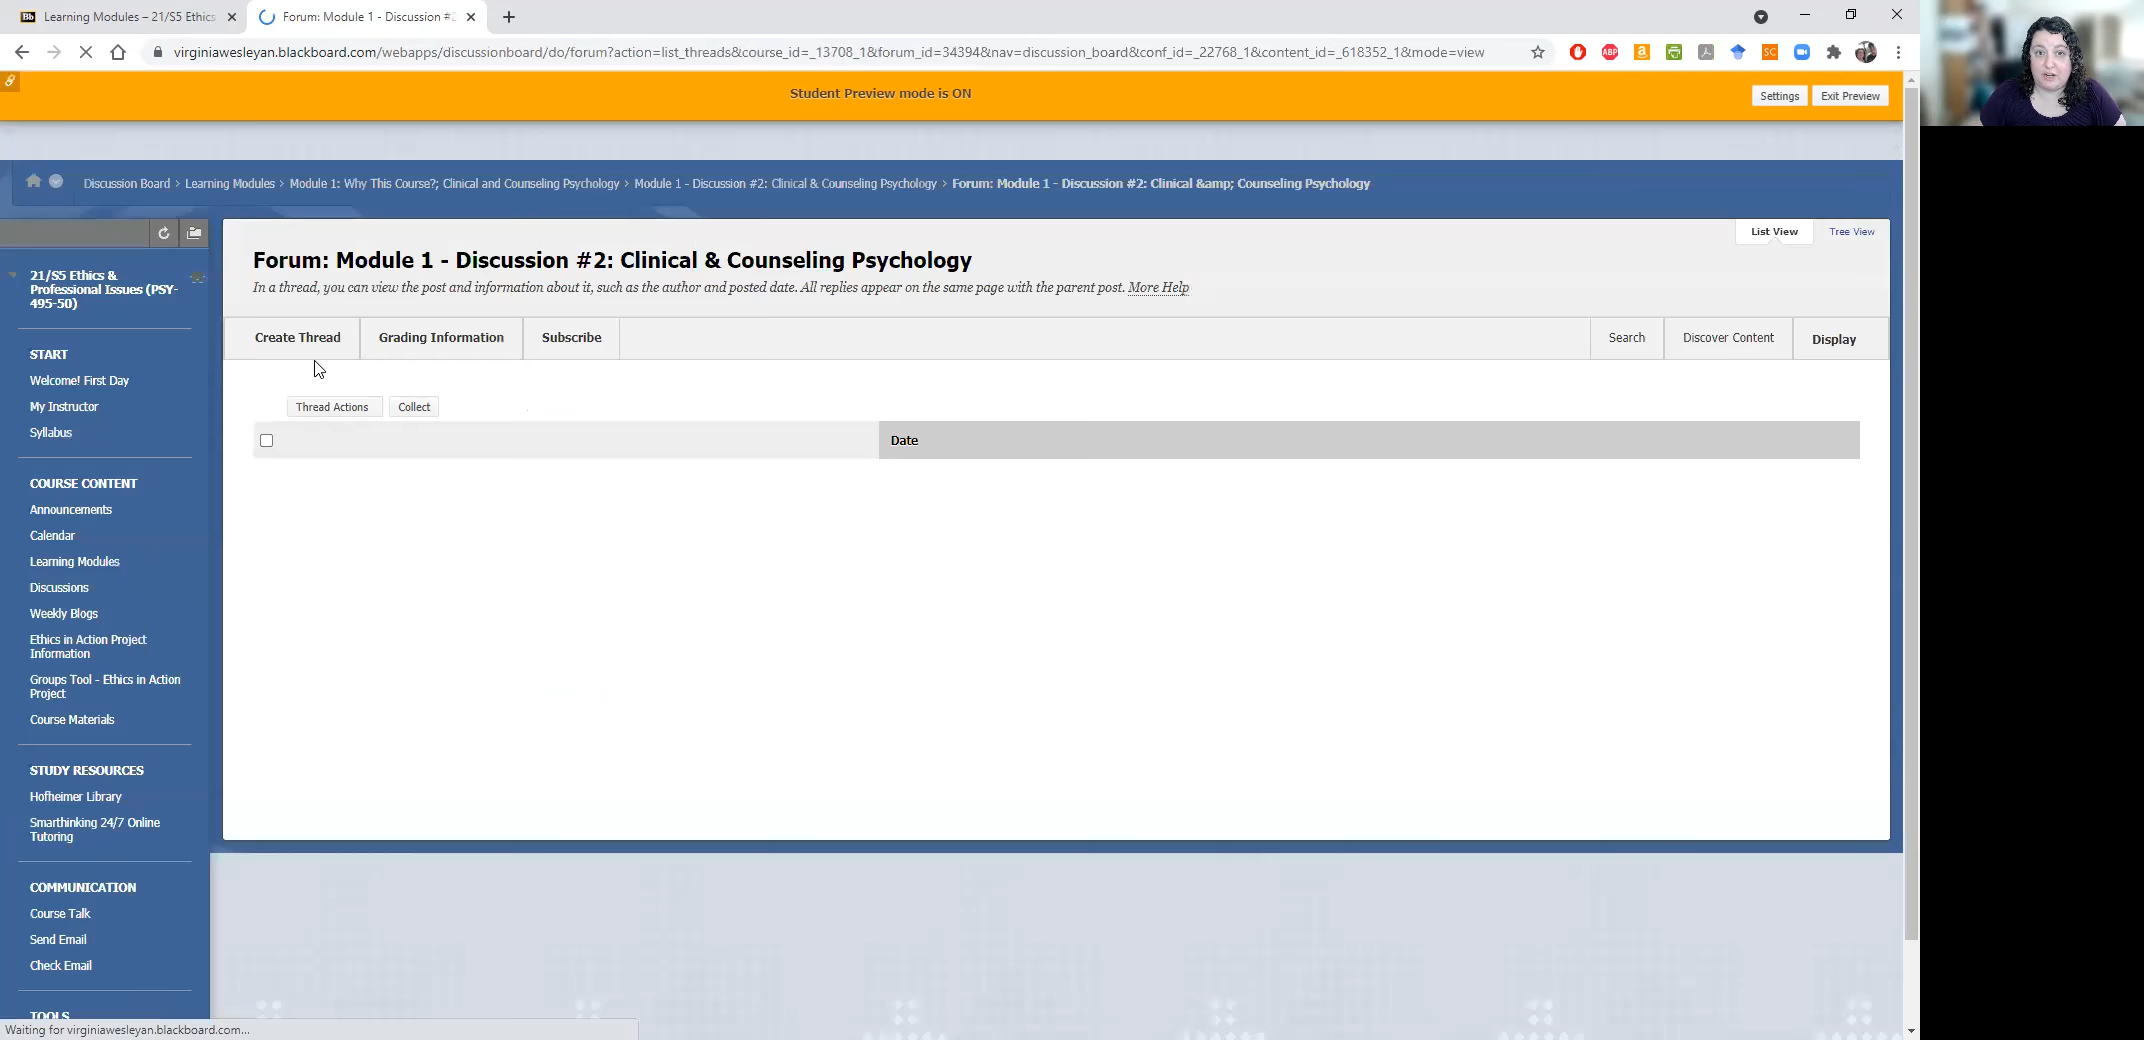 Bb Learning Modules – 21/S5 Ethics
Forum: Module 1 - Discussion #2
virginiawesleyan.blackboard.com/webapps/discussionboard/do/forum?action=list_threads&course_id=_13708_1&forum_id=34394&nav=discussion_board&conf_id=_22768_1&content_id=_618352_1&mode=view
ABP
a
SC
Student Preview mode is ON
Settings
Exit Preview
Discussion Board > Learning Modules > Module 1: Why This Course?; Clinical and Counseling Psychology > Module 1 - Discussion #2: Clinical & Counseling Psychology > Forum: Module 1 - Discussion #2: Clinical &amp; Counseling Psychology
List View
Tree View
Forum: Module 1 - Discussion #2: Clinical & Counseling Psychology
In a thread, you can view the post and information about it, such as the author and posted date. All replies appear on the same page with the parent post. More Help
Create Thread
Grading Information
Subscribe
Search
Discover Content
Display
Thread Actions
Collect
Date
21/S5 Ethics &
Professional Issues (PSY-
495-50)
START
Welcome! First Day
My Instructor
Syllabus
COURSE CONTENT
Announcements
Calendar
Learning Modules
Discussions
Weekly Blogs
Ethics in Action Project
Information
Groups Tool - Ethics in Action
Project
Course Materials
STUDY RESOURCES
Hofheimer Library
Smarthinking 24/7 Online
Tutoring
COMMUNICATION
Course Talk
Send Email
Check Email
TOOLS
Waiting for virginiawesleyan.blackboard.com...